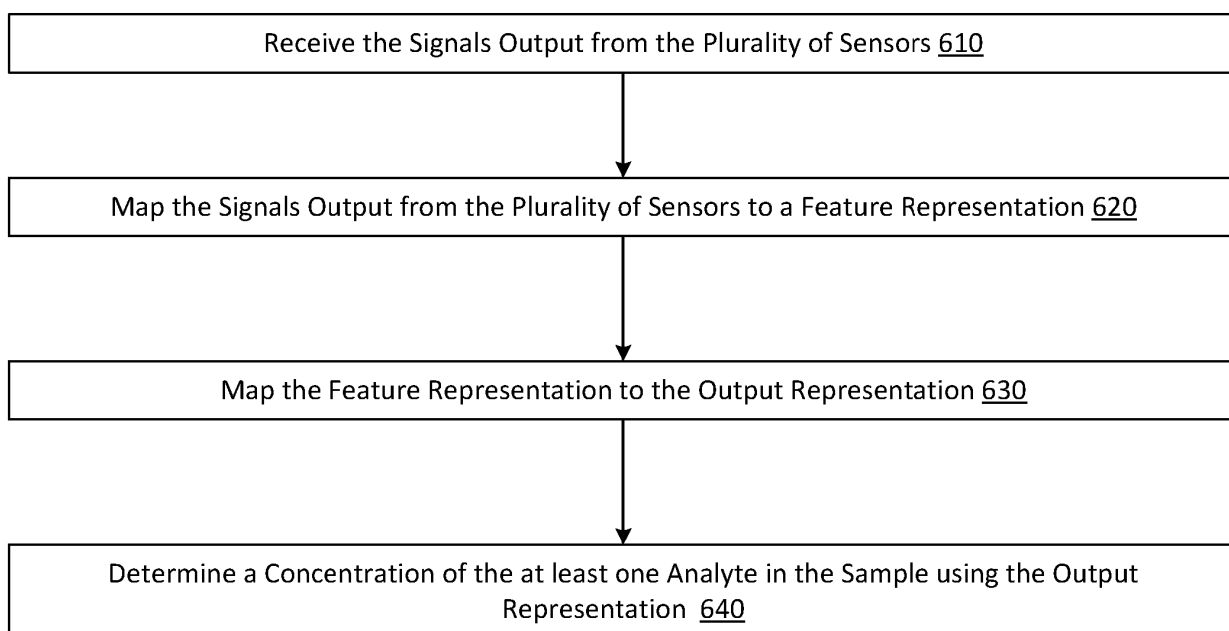 Receive the Signals Output from the Plurality of Sensors 610
Map the Signals Output from the Plurality of Sensors to a Feature Representation 620
Map the Feature Representation to the Output Representation 630
Determine a Concentration of the at least one Analyte in the Sample using the Output
Representation 640